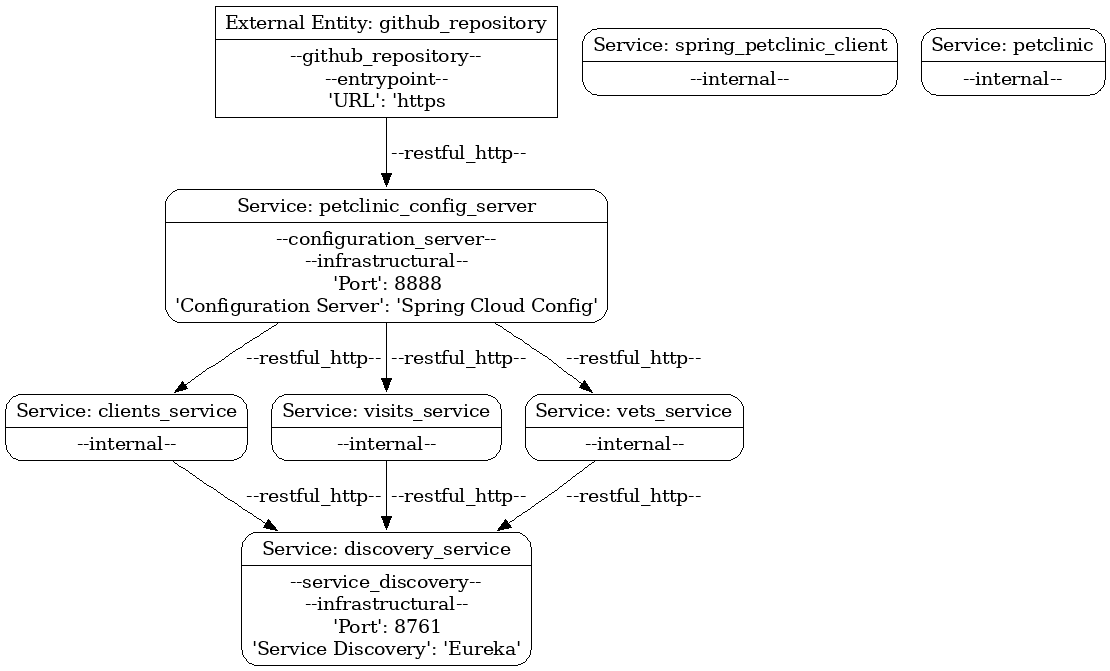 External Entity: github_repository
--github_repository--
--entrypoint--
'URL': 'https
Service: spring_petclinic_client
--internal--
Service: petclinic
--internal--
--restful_http--
Service: petclinic_config_server
--configuration_server--
--infrastructural--
'Port': 8888
'Configuration Server': 'Spring Cloud Config'
--restful_http--
--restful_http--
--restful_http--
Service: clients_service
--internal--
Service: visits_service
--internal--
Service: vets_service
--internal--
--restful_http--
--restful_http--
--restful_http--
Service: discovery_service
--service_discovery--
--infrastructural--
'Port': 8761
'Service Discovery': 'Eureka'